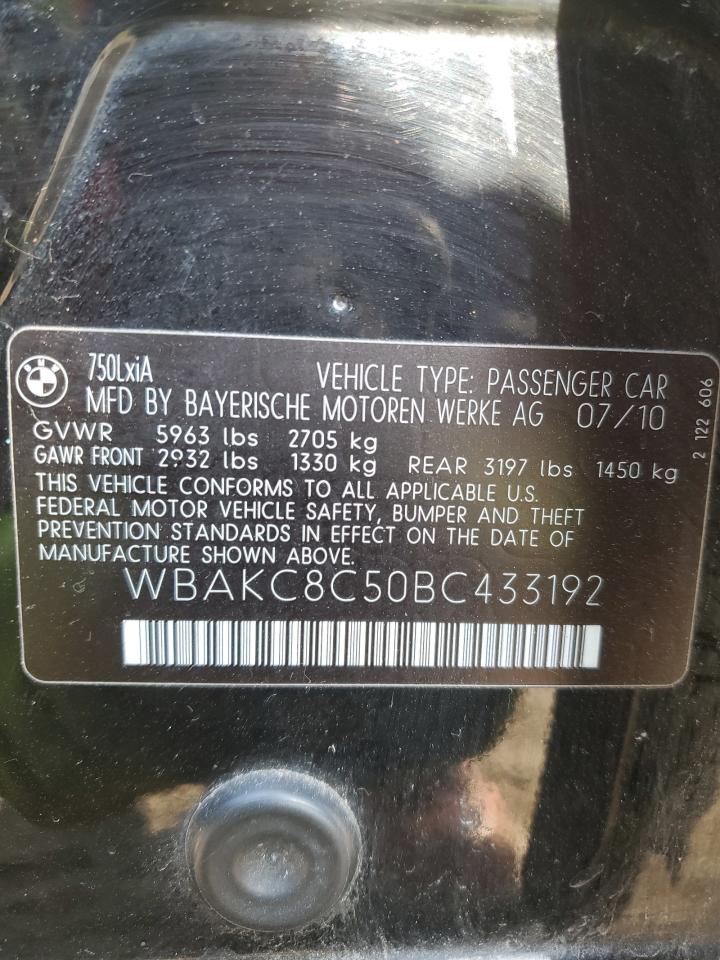 BMW
750LxiA
VEHICLE TYPE: PASSENGER CAR
MFD BY BAYERISCHE MOTOREN WERKE AG 07/10
GVWR 5963 lbs 2705 kg
GAWR FRONT 2932 lbs 1330 kg REAR 3197 lbs 1450 kg
THIS VEHICLE CONFORMS TO ALL APPLICABLE U.S.
FEDERAL MOTOR VEHICLE SAFETY, BUMPER AND THEFT
PREVENTION STANDARDS IN EFFECT ON THE DATE OF
MANUFACTURE SHOWN ABOVE.
WBAKC8C50BC433192
2 122 606